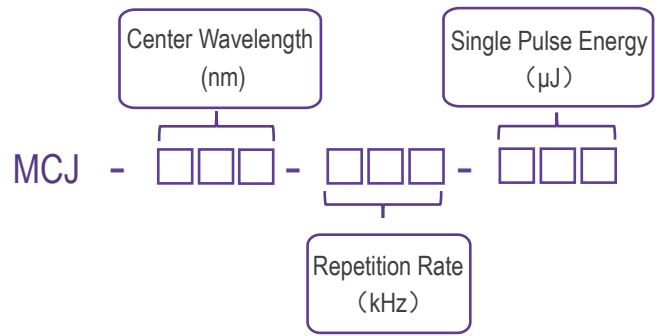 Center Wavelength
(nm)
Single Pulse Energy
（μJ）
MCJ - □□□ - □□□ - □□□
Repetition Rate
（kHz）